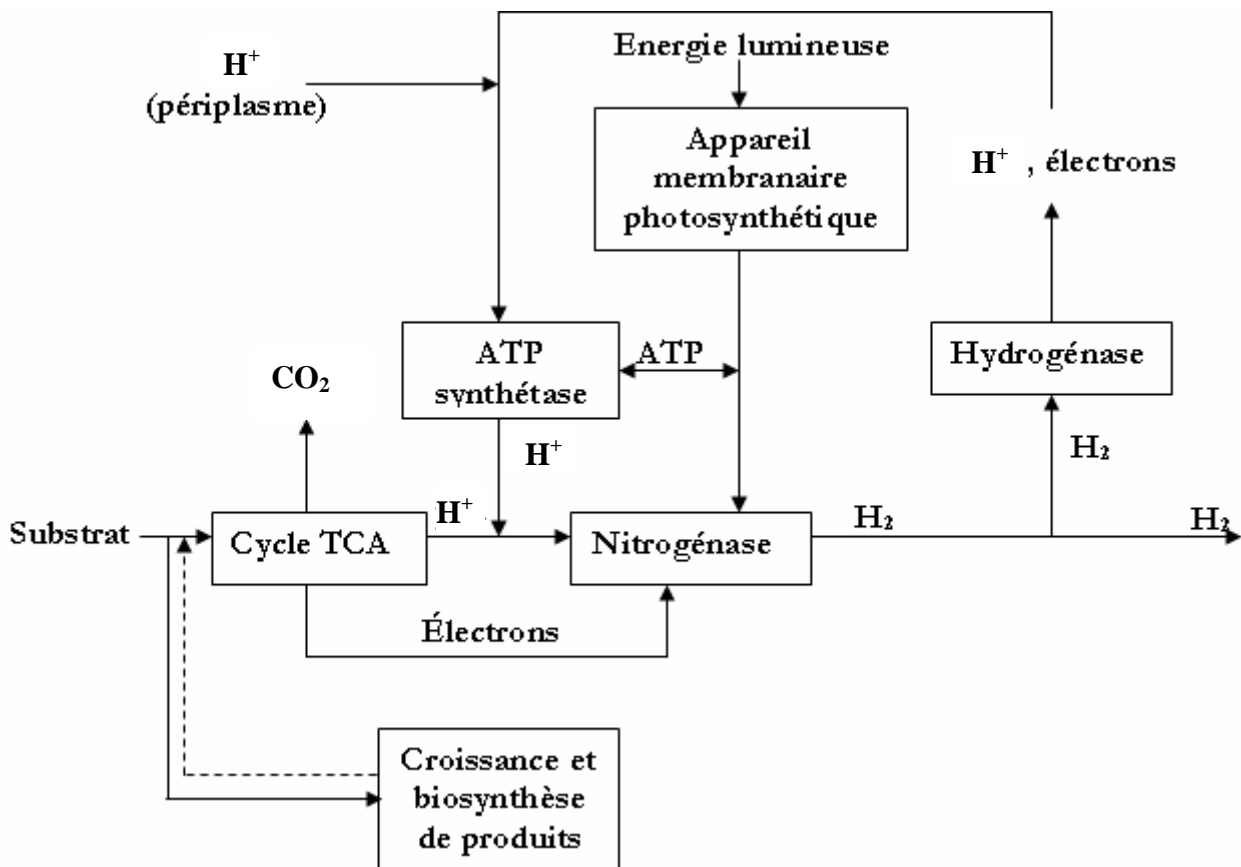 Energie lumineuse
H⁺
(périplasme)
Appareil
membranaire
photosynthétique
H⁺ , électrons
ATP
synthétase
ATP
Hydrogénase
CO₂
H⁺
H₂
Substrat
Cycle TCA
H⁺
Nitrogénase
H₂
H₂
Électrons
Croissance et
biosynthèse
de produits